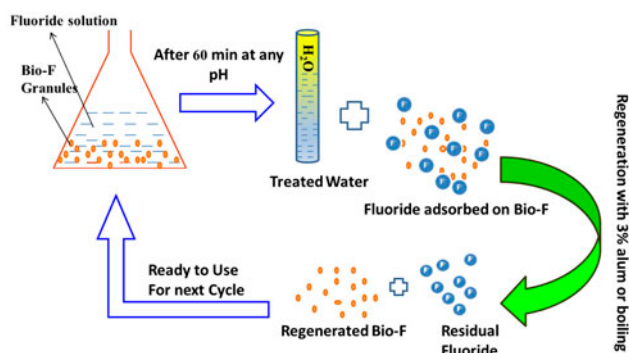 Fluoride solution
Bio-F
Granules
After 60 min at any
pH
H₂O
Treated Water
F
F
F
F
F
F
F
F
F
Fluoride adsorbed on Bio-F
Regeneration with 3% alum or boiling
Ready to Use
For next Cycle
Regenerated Bio-F
F
F
F
F
F
F
F
F
Residual
Fluoride